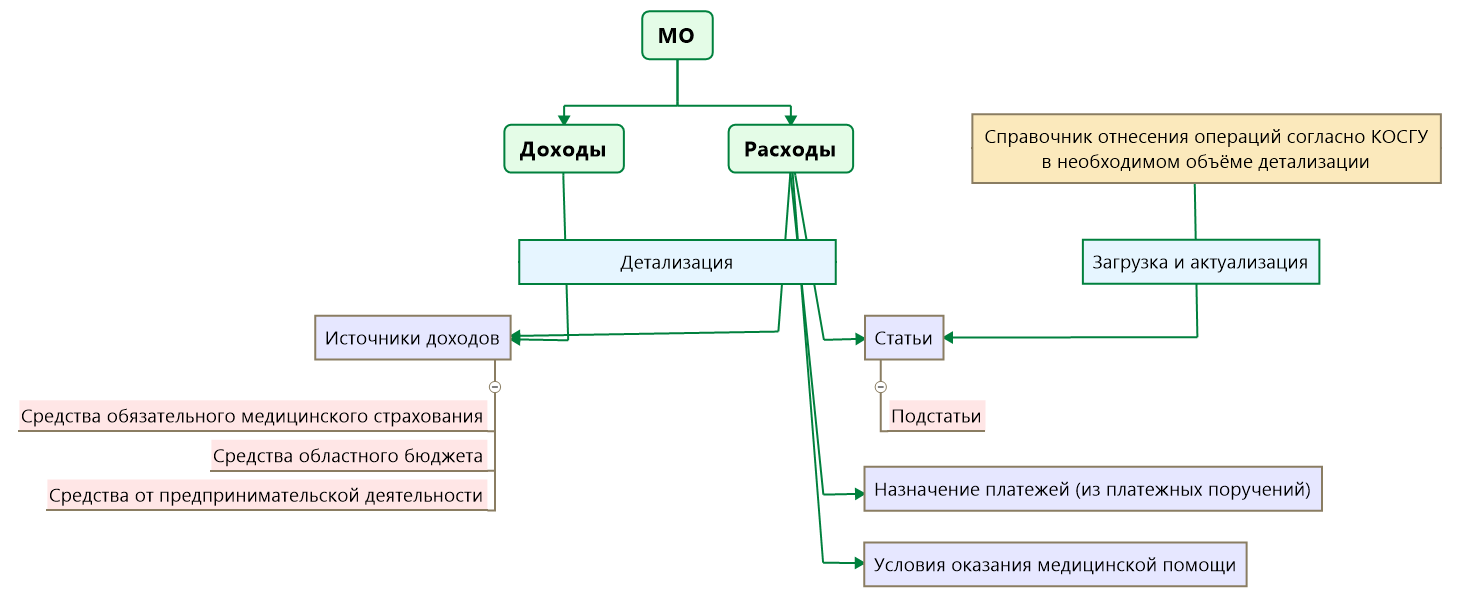 МО
Доходы
Расходы
Справочник отнесения операций согласно КОСГУ
в необходимом объёме детализации
Детализация
Загрузка и актуализация
Источники доходов
Статьи
Средства обязательного медицинского страхования
Подстатьи
Средства областного бюджета
Средства от предпринимательской деятельности
Назначение платежей (из платежных поручений)
Условия оказания медицинской помощи